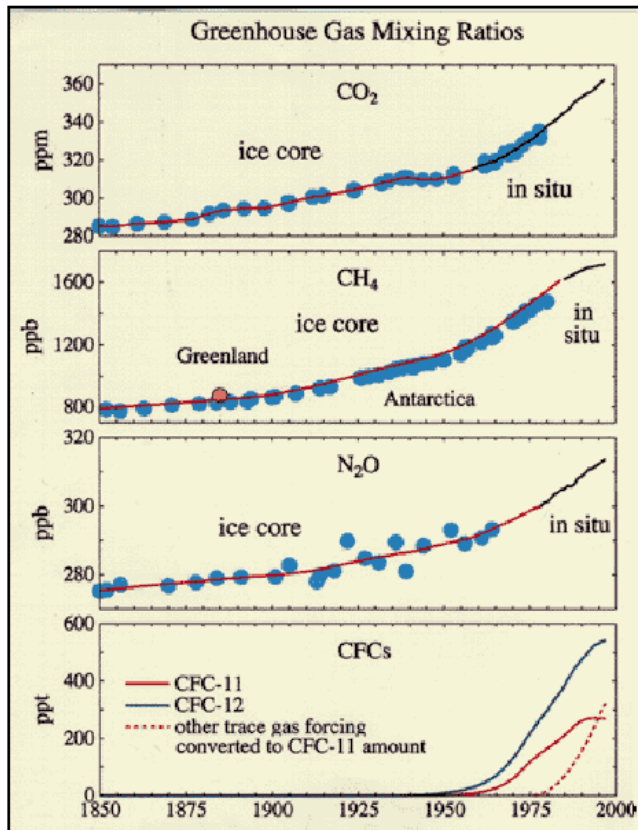 Greenhouse Gas Mixing Ratios
360
CO₂
340
ppm
ice core
320
300
in situ
280
CH₄
1600
ppb
ice core
in
situ
1200
Greenland
800
Antarctica
320
N₂O
ppb
300
ice core
in situ
280
600
CFCs
CFC-11
400
CFC-12
ppt
other trace gas forcing
converted to CFC-11 amount
200
0
1850 1875 1900 1925 1950 1975 2000